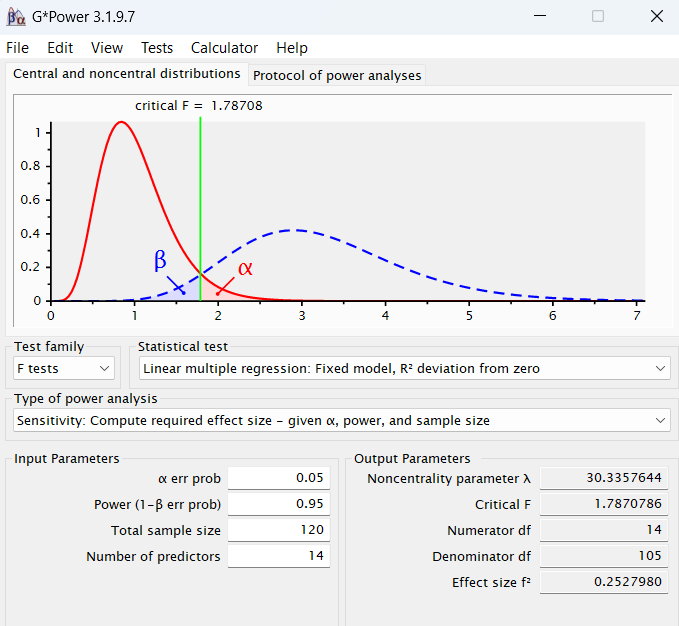 G*Power 3.1.9.7
File Edit View Tests Calculator Help
Central and noncentral distributions Protocol of power analyses
critical F = 1.78708
1
0.8
0.6
0.4
0.2
0
β
α
0 1 2 3 4 5 6 7
Test family
F tests
Statistical test
Linear multiple regression: Fixed model, R² deviation from zero
Type of power analysis
Sensitivity: Compute required effect size – given α, power, and sample size
Input Parameters
α err prob 0.05
Power (1-β err prob) 0.95
Total sample size 120
Number of predictors 14
Output Parameters
Noncentrality parameter λ 30.3357644
Critical F 1.7870786
Numerator df 14
Denominator df 105
Effect size f² 0.2527980